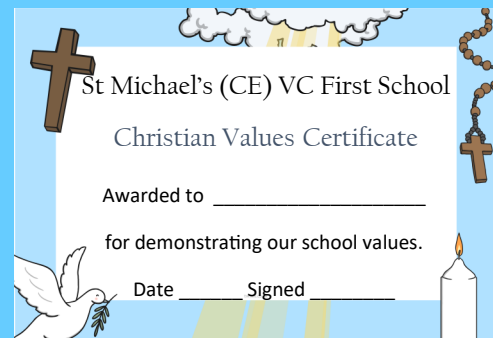 St Michael's (CE) VC First School
Christian Values Certificate
Awarded to ____________________
for demonstrating our school values.
Date ______ Signed ________